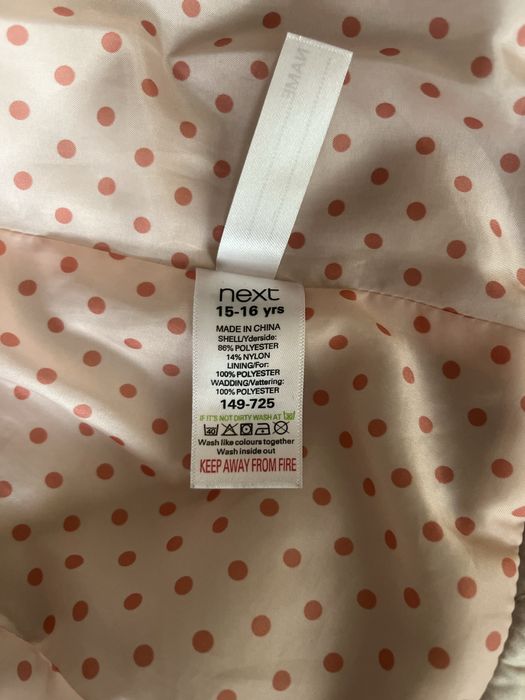 NAME
next
15-16 yrs
MADE IN CHINA
SHELL/Yderside:
86% POLYESTER
14% NYLON
LINING/For:
100% POLYESTER
WADDING/Vattering:
100% POLYESTER
149-725
IF IT'S NOT DIRTY WASH AT 30°
40
Wash like colours together
Wash inside out
KEEP AWAY FROM FIRE